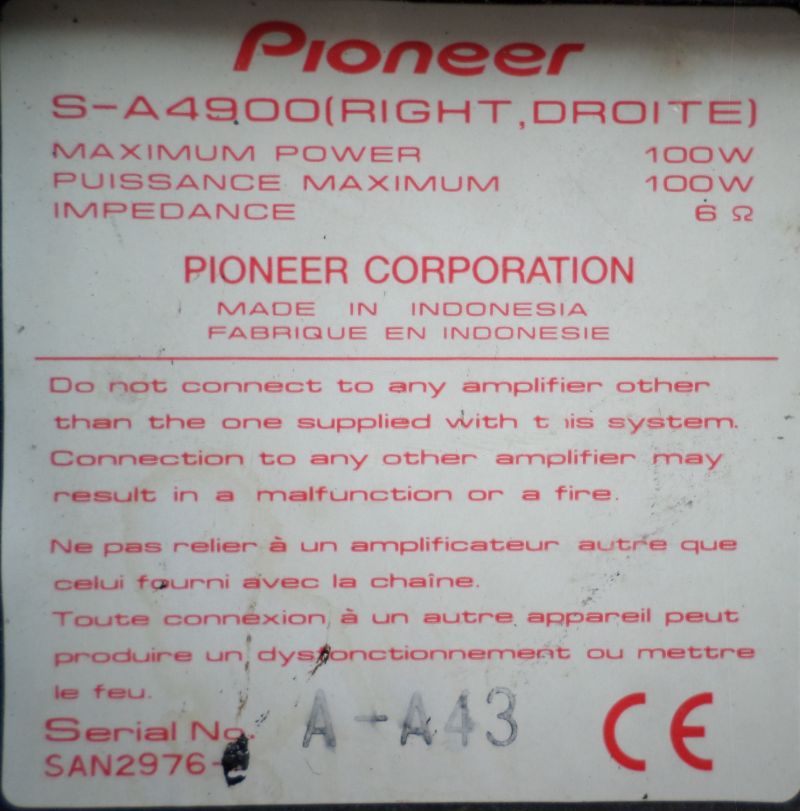 Pioneer
S-A4900(RIGHT,DROITE)
MAXIMUM POWER 100W
PUISSANCE MAXIMUM 100W
IMPEDANCE 6 Ω
PIONEER CORPORATION
MADE IN INDONESIA
FABRIQUE EN INDONESIE
Do not connect to any amplifier other
than the one supplied with t is system.
Connection to any other amplifier may
result in a malfunction or a fire.
Ne pas relier à un amplificateur autre que
celui fourni avec la chaîne.
Toute connexion à un autre appareil peut
produire un dysfonctionnement ou mettre
le feu.
Serial No. A-A43 CE
SAN2976-